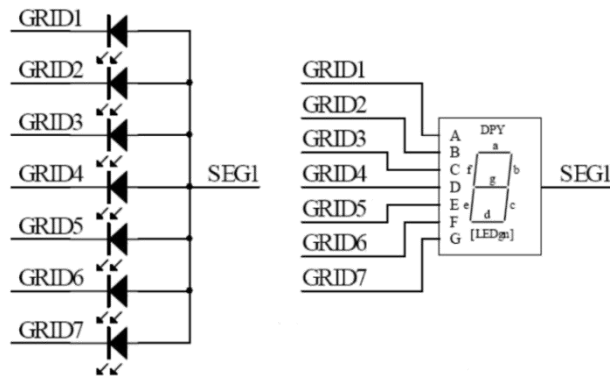 GRID1
GRID2
GRID3
GRID4
GRID5
GRID6
GRID7
SEG1
GRID1
GRID2
GRID3
GRID4
GRID5
GRID6
GRID7
A
B
C
D
E
F
G
DPY
a
f b
g
e c
d
[LEDgn]
SEG1